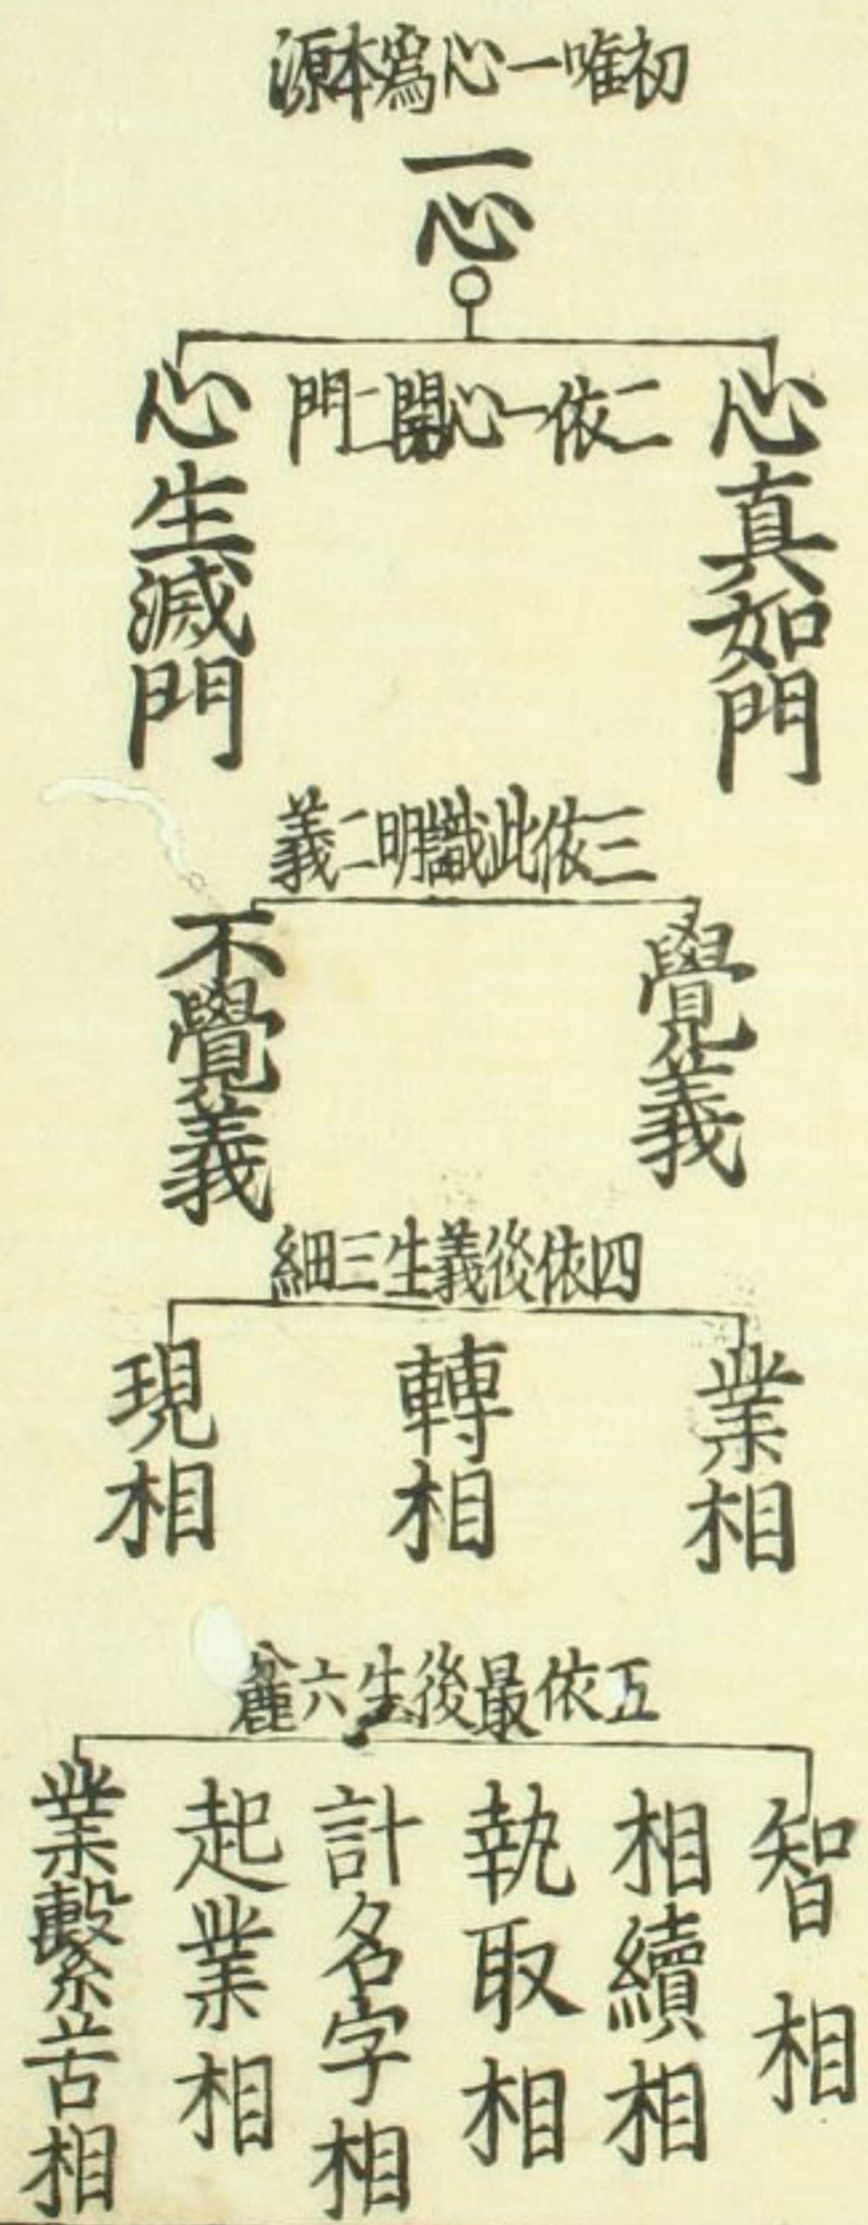 初唯一心爲本源
一心
二依一心開二門
心真如門
心生滅門
三依此識明二義
覺義
不覺義
四依後義生三細
業相
轉相
現相
五依最後生六麁
智相
相續相
執取相
計名字相
起業相
業繫苦相